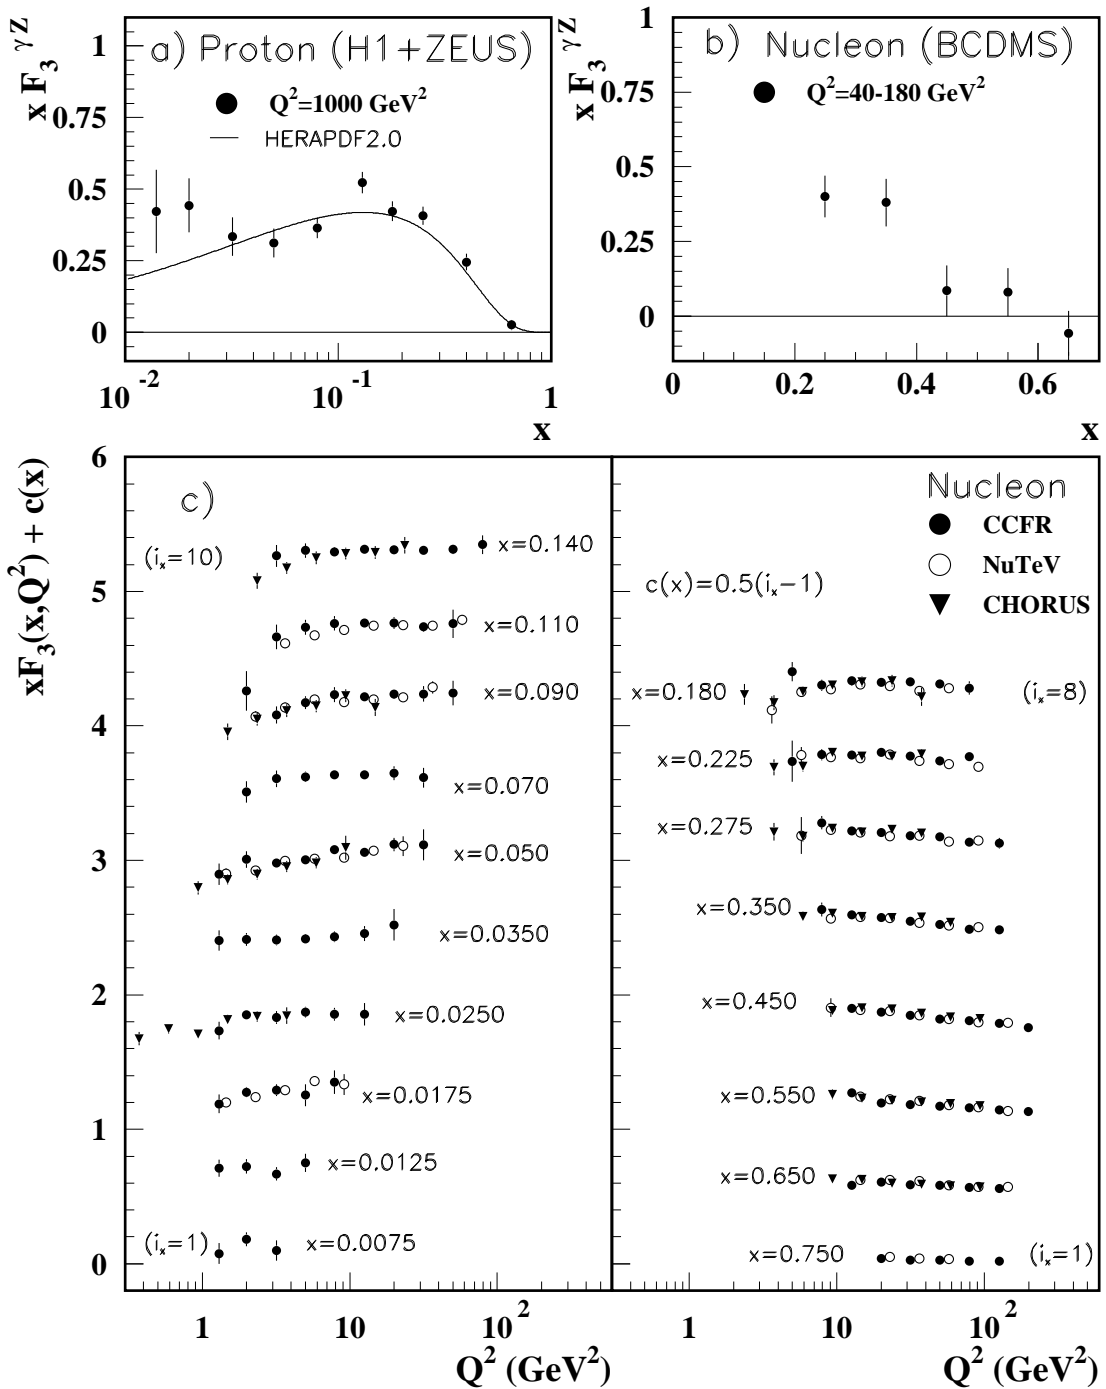 a) Proton (H1+ZEUS)
Q²=1000 GeV²
HERAPDF2.0
x F₃ ᵞᶻ
1
0.75
0.5
0.25
0
10⁻²
10⁻¹
1
x
b) Nucleon (BCDMS)
Q²=40-180 GeV²
x F₃ ᵞᶻ
1
0.75
0.5
0.25
0
0
0.2
0.4
0.6
x
xF₃(x,Q²) + c(x)
6
5
4
3
2
1
0
c)
(iₓ=10)
x=0.140
x=0.110
x=0.090
x=0.070
x=0.050
x=0.0350
x=0.0250
x=0.0175
x=0.0125
(iₓ=1)
x=0.0075
1
10
10²
Q² (GeV²)
Nucleon
CCFR
NuTeV
CHORUS
c(x)=0.5(iₓ−1)
x=0.180
(iₓ=8)
x=0.225
x=0.275
x=0.350
x=0.450
x=0.550
x=0.650
x=0.750
(iₓ=1)
1
10
10²
Q² (GeV²)